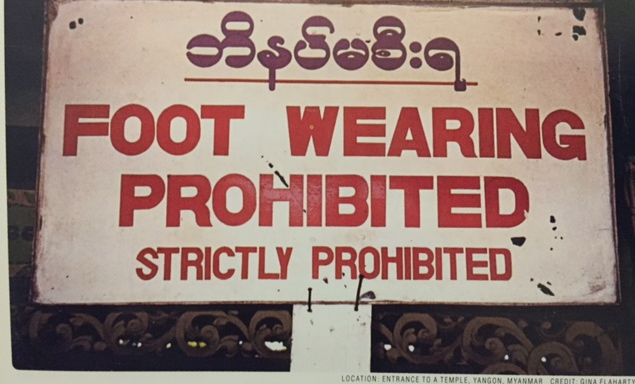 ဘိနပ်မစီးရ
FOOT WEARING
PROHIBITED
STRICTLY PROHIBITED
LOCATION: ENTRANCE TO A TEMPLE, YANGON, MYANMAR CREDIT: GINA FLAHARTY